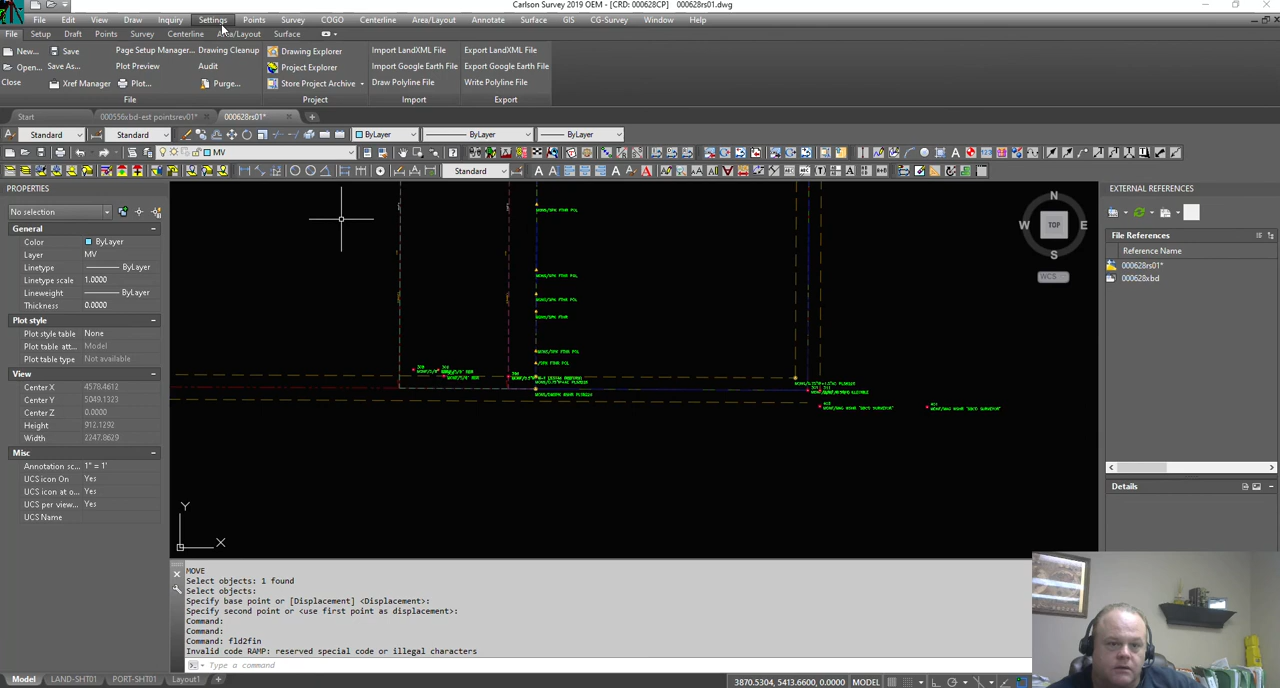 Carlson Survey 2019 OEM - [CRD: 000628CP] 000628rs01.dwg
File Edit View Draw Inquiry Settings Points Survey COGO Centerline Area/Layout Annotate Surface GIS CG-Survey Window Help
File Setup Draft Points Survey Centerline Area/Layout Surface
New... Save Page Setup Manager... Drawing Cleanup Drawing Explorer Import LandXML File Export LandXML File
Open... Save As... Plot Preview Audit Project Explorer Import Google Earth File Export Google Earth File
Close Xref Manager Plot... Purge... Store Project Archive Draw Polyline File Write Polyline File
File Project Import Export
Start 000556xbd-est pointsrev01* 000628rs01*
Standard Standard ByLayer ByLayer ByLayer
MV
Standard
PROPERTIES
No selection
General
Color ByLayer
Layer MV
Linetype ByLayer
Linetype scale 1.0000
Lineweight ByLayer
Thickness 0.0000
Plot style
Plot style table None
Plot table attac Model
Plot table type Not available
View
Center X 4578.4612
Center Y 5049.1323
Center Z 0.0000
Height 912.1292
Width 2247.8629
Misc
Annotation sc... 1" = 1'
UCS icon On Yes
UCS icon at o... Yes
UCS per view... Yes
UCS Name
N
W TOP E
S
WCS
Y
X
EXTERNAL REFERENCES
File References
Reference Name
000628rs01*
000628xbd
Details
MOVE
Select objects: 1 found
Select objects:
Specify base point or [Displacement] <Displacement>:
Specify second point or <use first point as displacement>:
Command:
Command:
Command: fld2fin
Invalid code RAMP: reserved special code or illegal characters
Type a command
Model LAND-SHT01 PORT-SHT01 Layout1
3870.5304, 5413.6600, 0.0000 MODEL